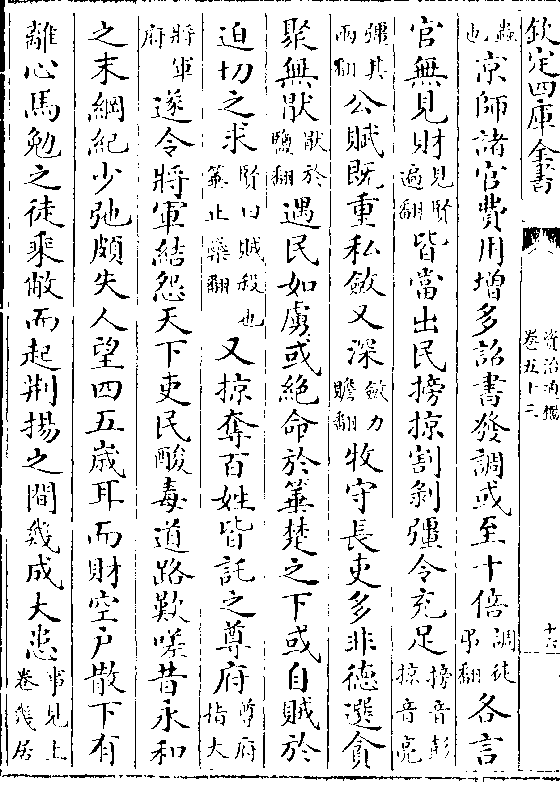 欽定四庫全書
資治通鑑
卷五十三
蟲也京師諸官費用增多詔書發調或至十倍調徒弔翻各言
官無見財見賢遍翻皆當出民搒掠割剝彊令充足搒音彭掠音亮
彊其兩翻公賦既重私斂又深斂力贍翻牧守長吏多非德選貪
聚無猒猒於鹽翻遇民如虜或絕命於箠楚之下或自賊於
迫切之求賢曰賊殺也箠止橤翻又掠奪百姓皆託之尊府尊府指大
將軍府遂令將軍結怨天下吏民酸毒道路歎嗟昔永和
之末綱紀少弛頗失人望四五歲耳而財空户散下有
離心馬勉之徒乘敝而起荆揚之間幾成大患事見上卷幾居